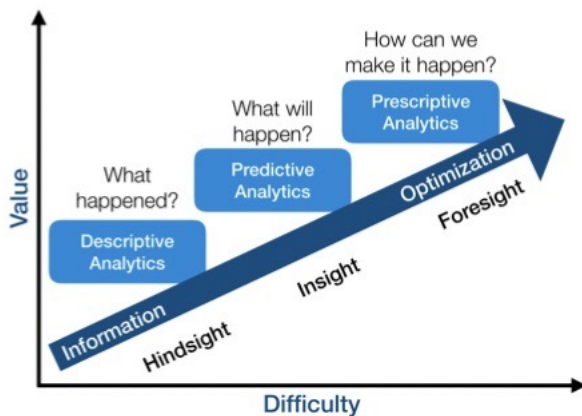 How can we
make it happen?
Prescriptive
Analytics
What will
happen?
Predictive
Analytics
What
happened?
Descriptive
Analytics
Information
Optimization
Hindsight
Insight
Foresight
Value
Difficulty